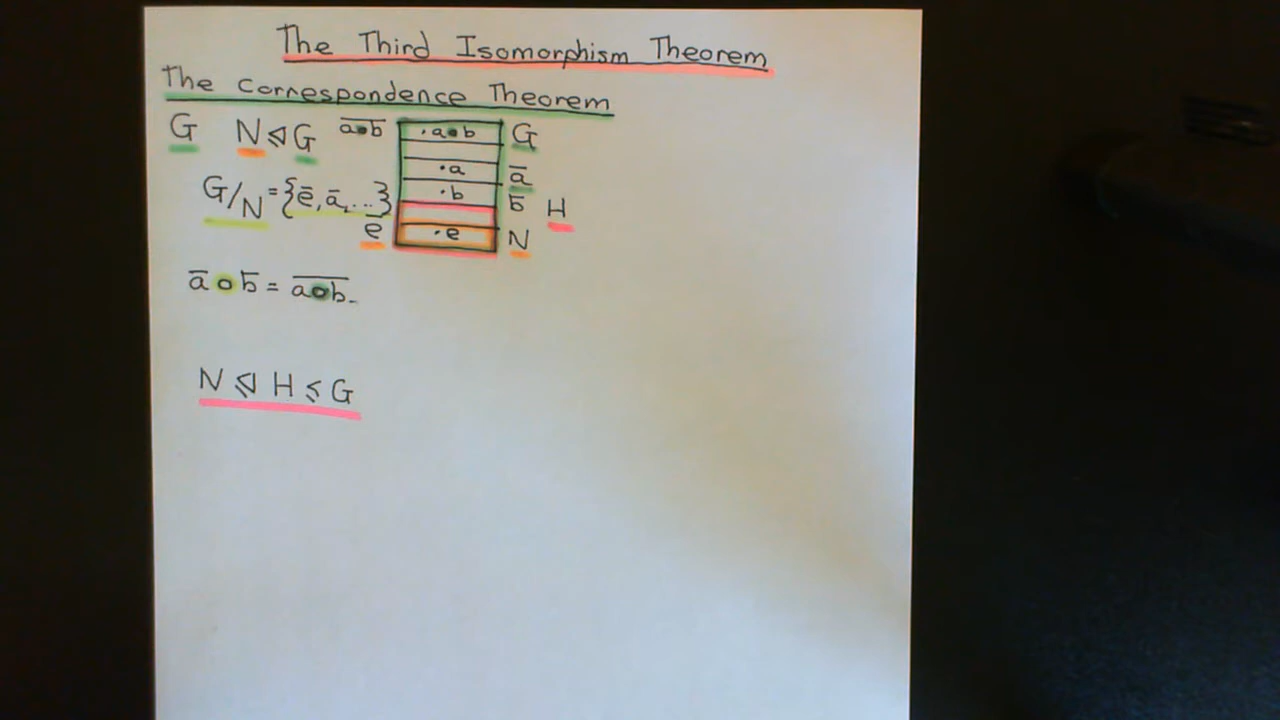 The Third Isomorphism Theorem
The Correspondence Theorem
G N ⊲ G a∘b ·a∘b G
·a a̅
G/N = {e̅, a̅, ...} ·b b̅ H
e̅ ·e N
a̅ ∘ b̅ = a∘b̅
N ⊴ H ≤ G